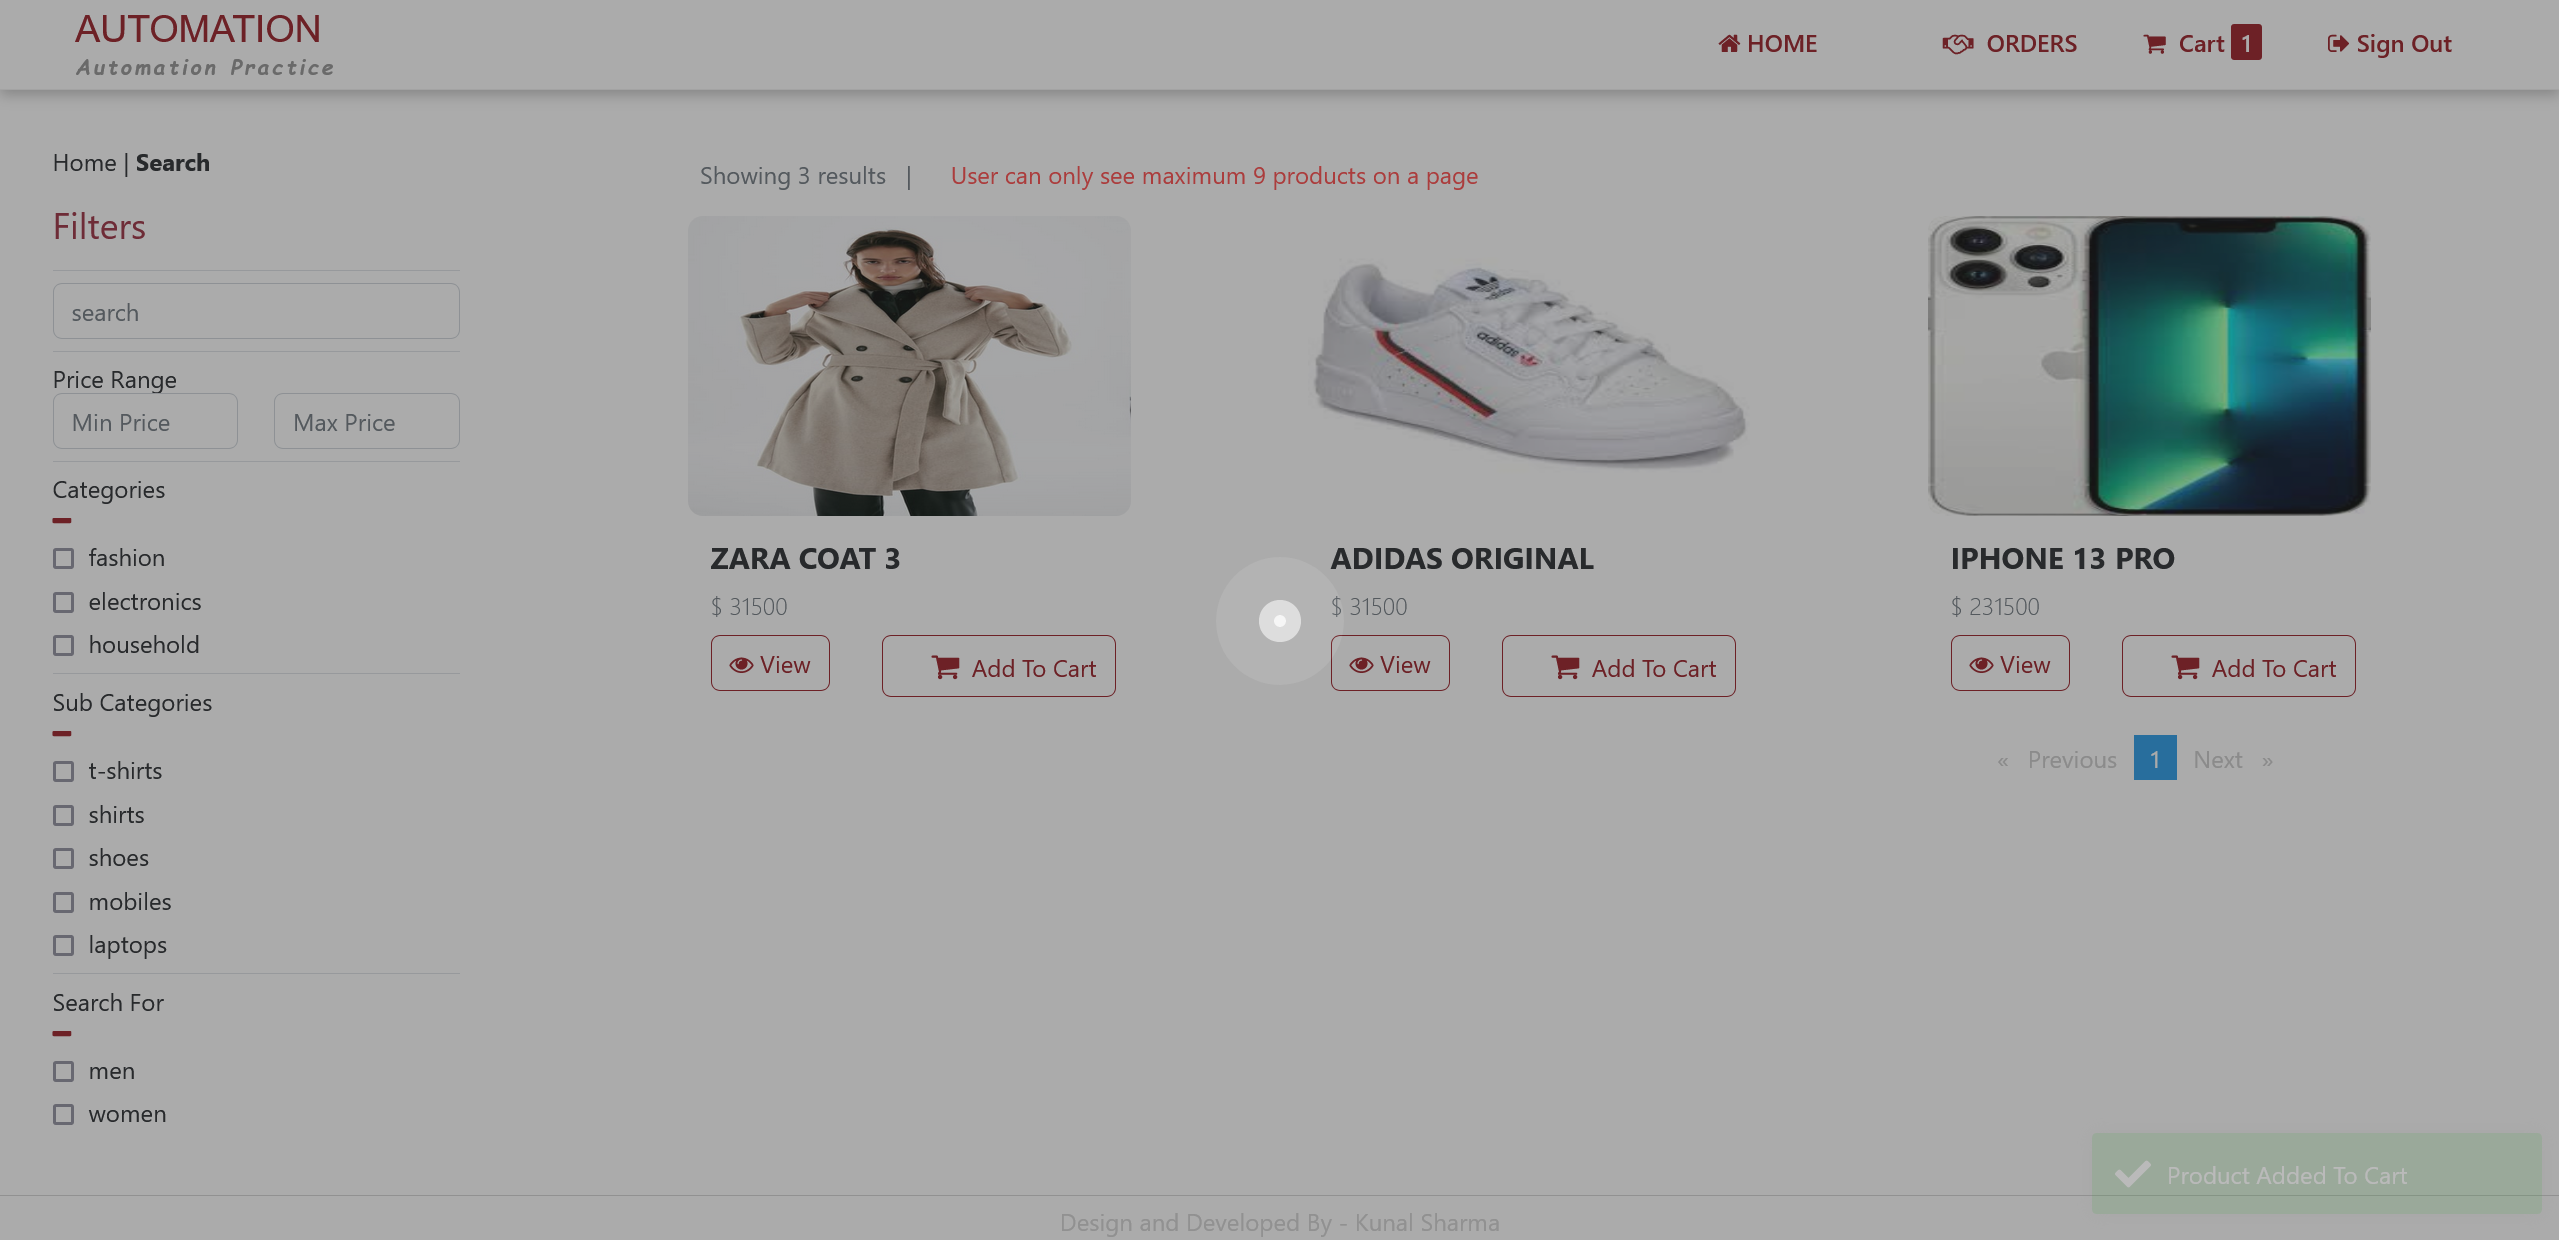 AUTOMATION
Automation Practice
HOME
ORDERS
Cart 1
Sign Out
Home | Search
Filters
search
Price Range
Min Price
Max Price
Categories
fashion
electronics
household
Sub Categories
t-shirts
shirts
shoes
mobiles
laptops
Search For
men
women
Showing 3 results |
User can only see maximum 9 products on a page
ZARA COAT 3
$ 31500
View
Add To Cart
adidas
adidas
ADIDAS ORIGINAL
$ 31500
View
Add To Cart
IPHONE 13 PRO
$ 231500
View
Add To Cart
« Previous 1 Next »
Product Added To Cart
Design and Developed By - Kunal Sharma